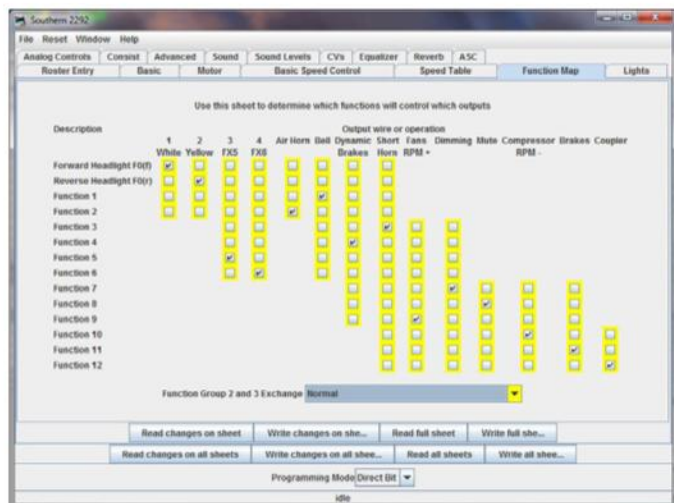 Southern 2292
File Reset Window Help
Analog Controls Consist Advanced Sound Sound Levels CVs Equalizer Reverb ASC
Roster Entry Basic Motor Basic Speed Control Speed Table Function Map Lights
Use this sheet to determine which functions will control which outputs
Description Output wire or operation
1 2 3 4 Air Horn Bell Dynamic Short Fans Dimming Mute Compressor Brakes Coupler
White Yellow FX5 FX6 Brakes Horn RPM + RPM -
Forward Headlight F0(f)
Reverse Headlight F0(r)
Function 1
Function 2
Function 3
Function 4
Function 5
Function 6
Function 7
Function 8
Function 9
Function 10
Function 11
Function 12
Function Group 2 and 3 Exchange Normal
Read changes on sheet Write changes on she... Read full sheet Write full she...
Read changes on all sheets Write changes on all shee... Read all sheets Write all shee...
Programming Mode Direct Bit
idle